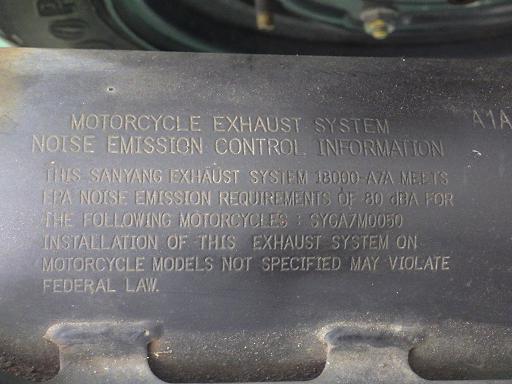 MOTORCYCLE EXHAUST SYSTEM
NOISE EMISSION CONTROL INFORMATION
THIS SANYANG EXHAUST SYSTEM 18000-A7A MEETS
EPA NOISE EMISSION REQUIREMENTS OF 80 dBA FOR
THE FOLLOWING MOTORCYCLES : SYGA7M0050
INSTALLATION OF THIS EXHAUST SYSTEM ON
MOTORCYCLE MODELS NOT SPECIFIED MAY VIOLATE
FEDERAL LAW.
A1A